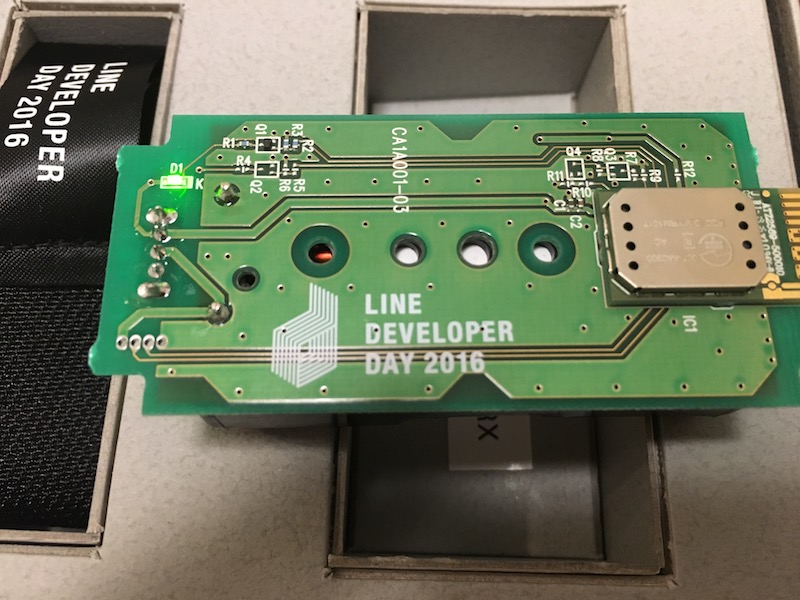 LINE
DEVELOPER
DAY 2016
R1
Q1
R3
R2
R4
Q2
R6
R5
D1
K
CA1A001-03
Q4
R11
R10
R8
Q3
R7
R9
R12
C1
C2
IC1
LINE
DEVELOPER
DAY 2016
RX